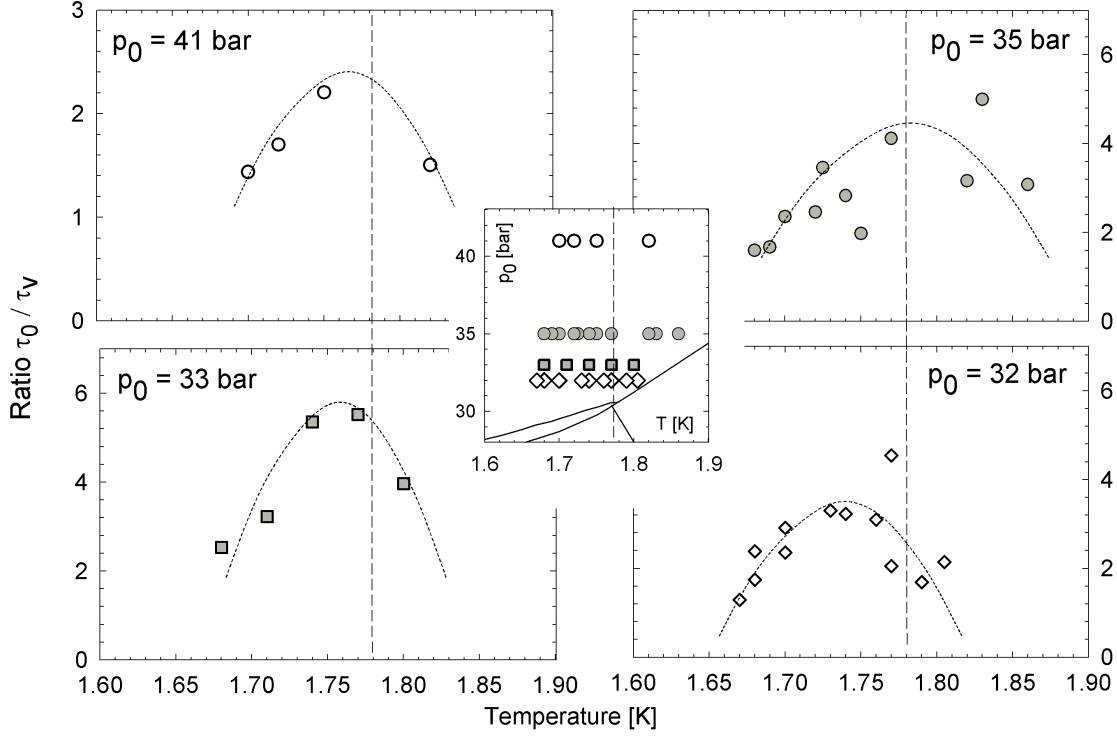 3
2
1
0
p0 = 41 bar
6
4
2
0
p0 = 35 bar
Ratio τ0 / τv
40
35
30
p0 [bar]
T [K]
1.6 1.7 1.8 1.9
6
4
2
0
p0 = 33 bar
6
4
2
0
p0 = 32 bar
1.60 1.65 1.70 1.75 1.80 1.85 1.90
1.60 1.65 1.70 1.75 1.80 1.85 1.90
Temperature [K]